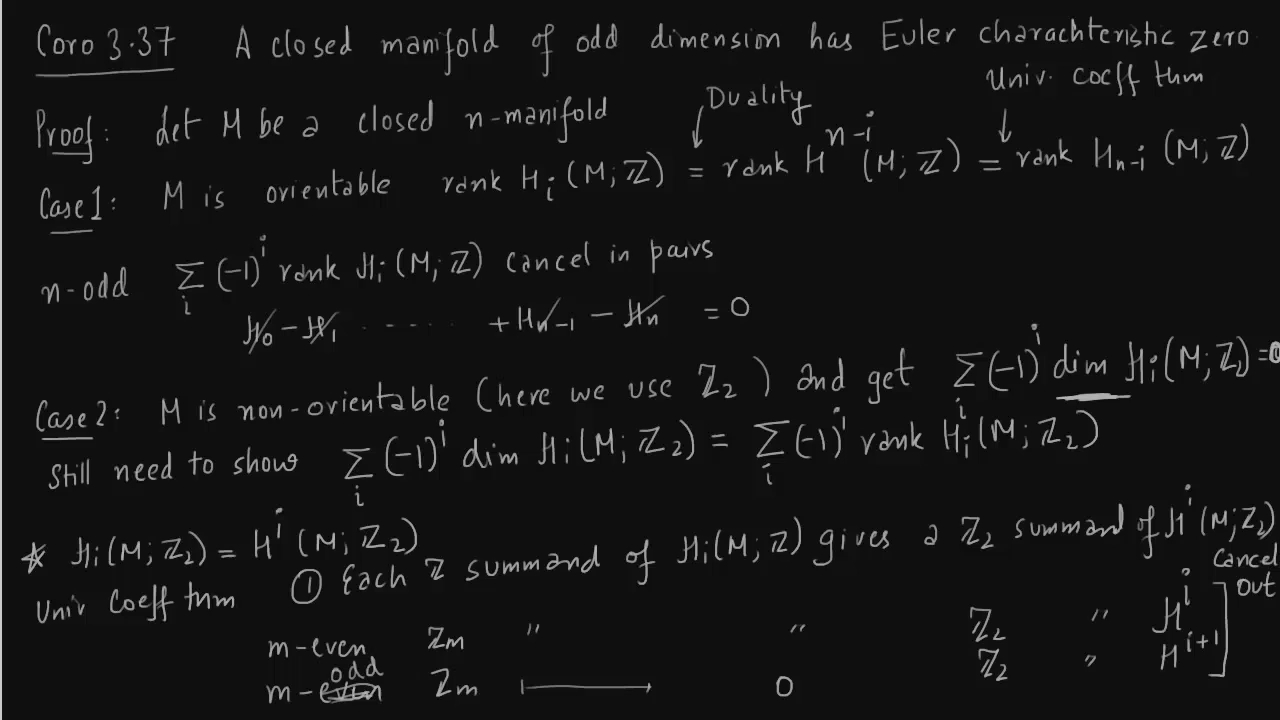 Coro 3.37 A closed manifold of odd dimension has Euler charachteristic zero
Duality Univ. coeff thm
Proof: Let M be a closed n-manifold
Case 1: M is orientable rank H_i (M; ℤ) = rank H^{n-i} (M; ℤ) = rank H_{n-i} (M; ℤ)
n-odd Σ_i (-1)^i rank H_i (M; ℤ) cancel in pairs
H_0 - H_1 ...... + H_{n-1} - H_n = 0
Case 2: M is non-orientable (here we use ℤ_2) and get Σ_i (-1)^i dim H_i (M; ℤ_2) = 0
Still need to show Σ_i (-1)^i dim H_i (M; ℤ_2) = Σ_i (-1)^i rank H_i (M; ℤ_2)
* H_i (M; ℤ_2) = H^i (M; ℤ_2)
Univ Coeff thm ① Each ℤ summand of H_i (M; ℤ) gives a ℤ_2 summand of H^i (M; ℤ_2)
cancel out
m-even ℤ_m " " ℤ_2 " H^i
ℤ_2 " H^{i+1}
m-odd ℤ_m ⟼ 0